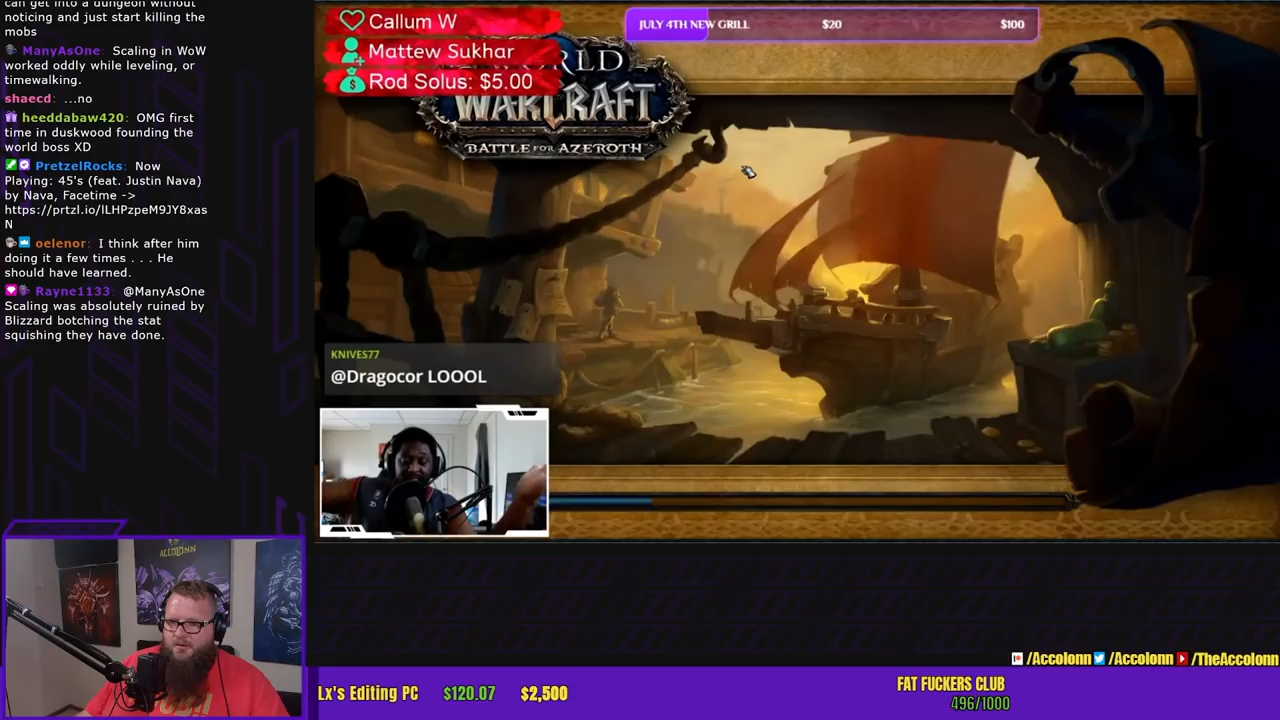 can get into a dungeon without
noticing and just start killing the
mobs
ManyAsOne: Scaling in WoW
worked oddly while leveling, or
timewalking.
shaecd: ...no
heeddabaw420: OMG first
time in duskwood founding the
world boss XD
PretzelRocks: Now
Playing: 45's (feat. Justin Nava)
by Nava, Facetime ->
https://prtzl.io/lLHPzpeM9JY8xas
N
oelenor: I think after him
doing it a few times . . . He
should have learned.
Rayne1133: @ManyAsOne
Scaling was absolutely ruined by
Blizzard botching the stat
squishing they have done.
Callum W
Mattew Sukhar
Rod Solus: $5.00
JULY 4TH NEW GRILL $20 $100
WARCRAFT
BATTLE FOR AZEROTH
KNIVES77
@Dragocor LOOOL
ACCOLONN
/Accolonn /Accolonn /TheAccolonn
Lx's Editing PC $120.07 $2,500
FAT FUCKERS CLUB
496/1000